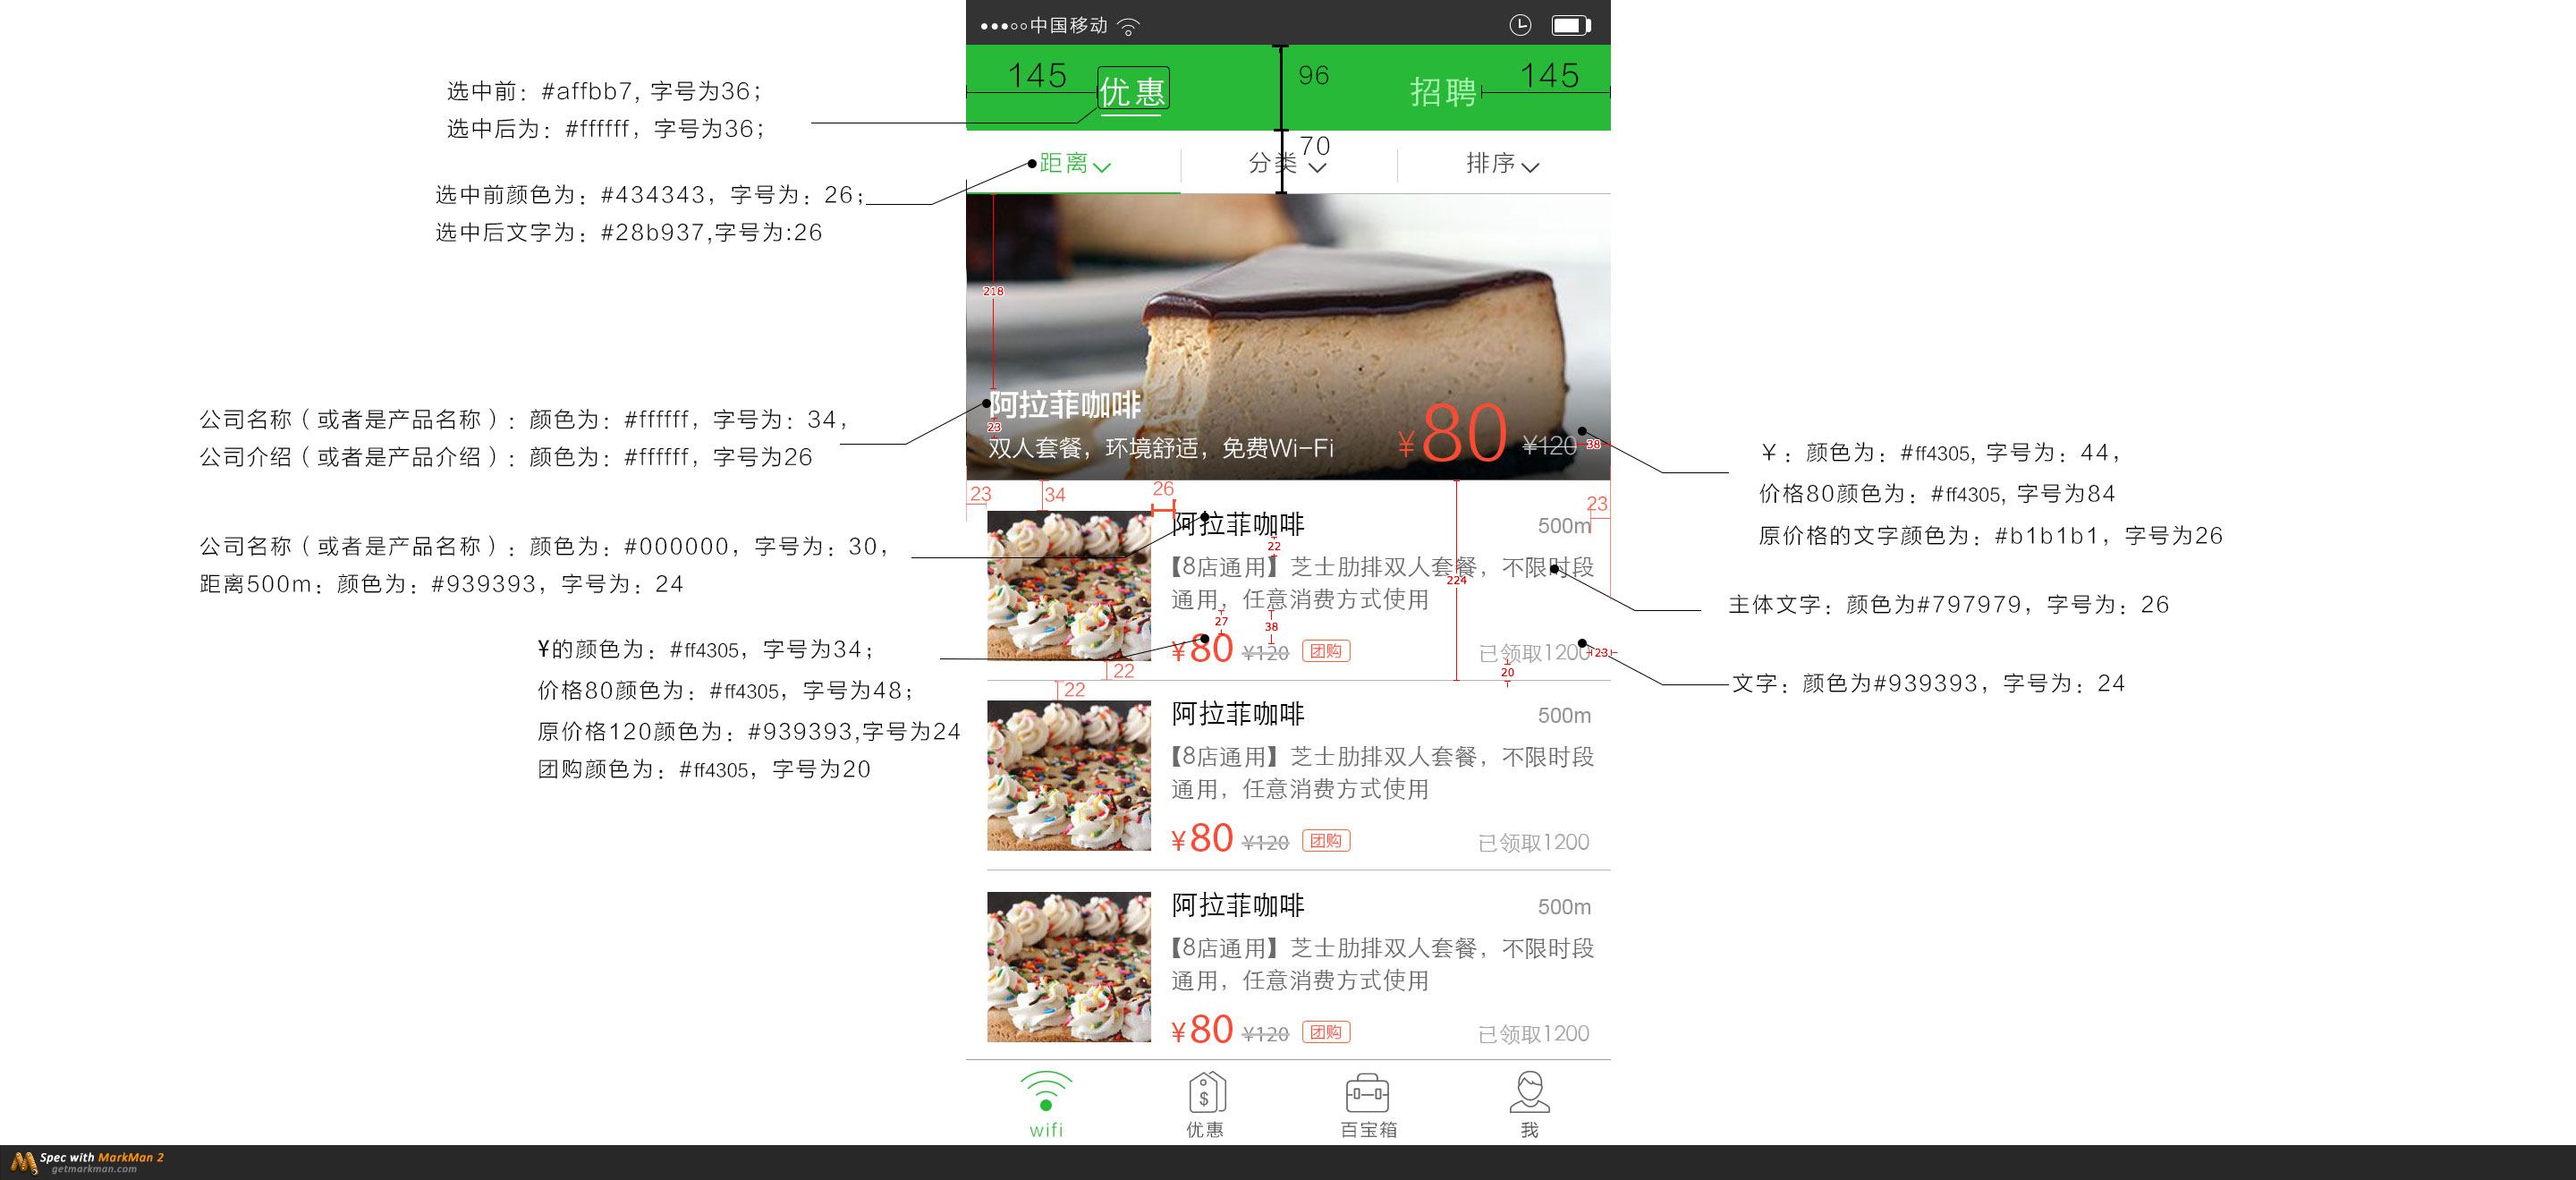 中国移动
145
优惠
96
招聘
145
选中前：#affbb7, 字号为36；
选中后为：#ffffff，字号为36；
70
距离
分类
排序
选中前颜色为：#434343，字号为：26；
选中后文字为：#28b937,字号为:26
218
公司名称（或者是产品名称）：颜色为：#ffffff，字号为：34，
公司介绍（或者是产品介绍）：颜色为：#ffffff，字号为26
阿拉菲咖啡
23
双人套餐，环境舒适，免费Wi-Fi
¥80 ¥120
38
¥：颜色为：#ff4305, 字号为：44，
价格80颜色为：#ff4305, 字号为84
原价格的文字颜色为：#b1b1b1，字号为26
23
34
26
23
公司名称（或者是产品名称）：颜色为：#000000，字号为：30，
距离500m：颜色为：#939393，字号为：24
阿拉菲咖啡
500m
22
【8店通用】芝士肋排双人套餐，不限时段
通用，任意消费方式使用
224
27
38
主体文字：颜色为#797979，字号为：26
¥80 ¥120 团购
已领取1200
23
20
22
22
文字：颜色为#939393，字号为：24
¥的颜色为：#ff4305，字号为34；
价格80颜色为：#ff4305，字号为48；
原价格120颜色为：#939393,字号为24
团购颜色为：#ff4305，字号为20
阿拉菲咖啡
500m
【8店通用】芝士肋排双人套餐，不限时段
通用，任意消费方式使用
¥80 ¥120 团购
已领取1200
阿拉菲咖啡
500m
【8店通用】芝士肋排双人套餐，不限时段
通用，任意消费方式使用
¥80 ¥120 团购
已领取1200
wifi
优惠
百宝箱
我
Spec with MarkMan 2
getmarkman.com